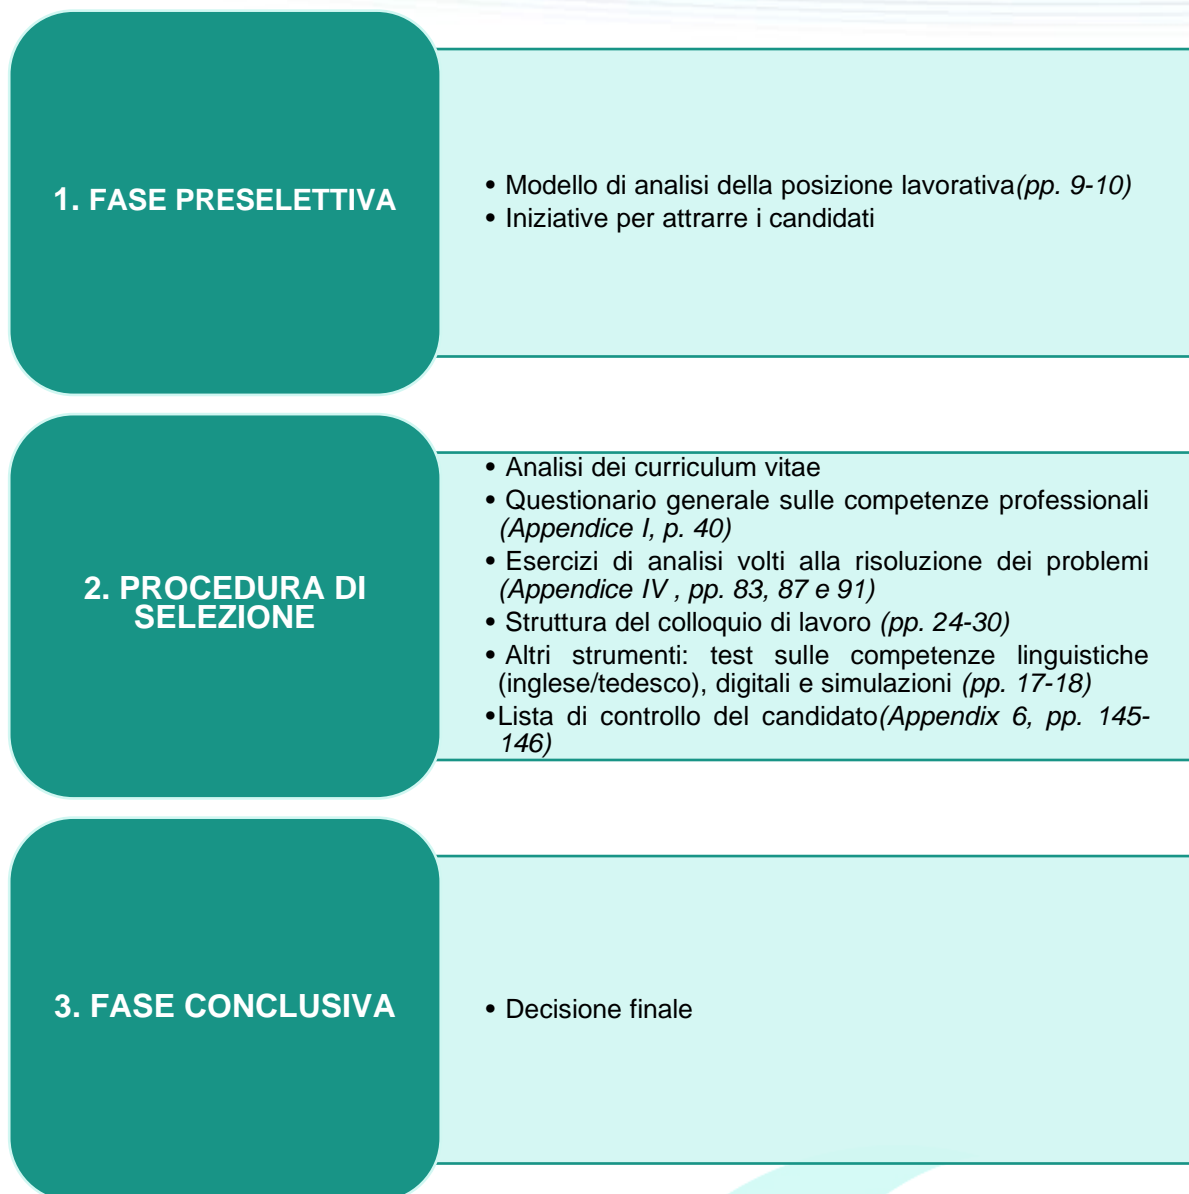 1. FASE PRESELETTIVA
• Modello di analisi della posizione lavorativa(pp. 9-10)
• Iniziative per attrarre i candidati
2. PROCEDURA DI
SELEZIONE
• Analisi dei curriculum vitae
• Questionario generale sulle competenze professionali
(Appendice I, p. 40)
• Esercizi di analisi volti alla risoluzione dei problemi
(Appendice IV , pp. 83, 87 e 91)
• Struttura del colloquio di lavoro (pp. 24-30)
• Altri strumenti: test sulle competenze linguistiche
(inglese/tedesco), digitali e simulazioni (pp. 17-18)
•Lista di controllo del candidato(Appendix 6, pp. 145-
146)
3. FASE CONCLUSIVA
• Decisione finale